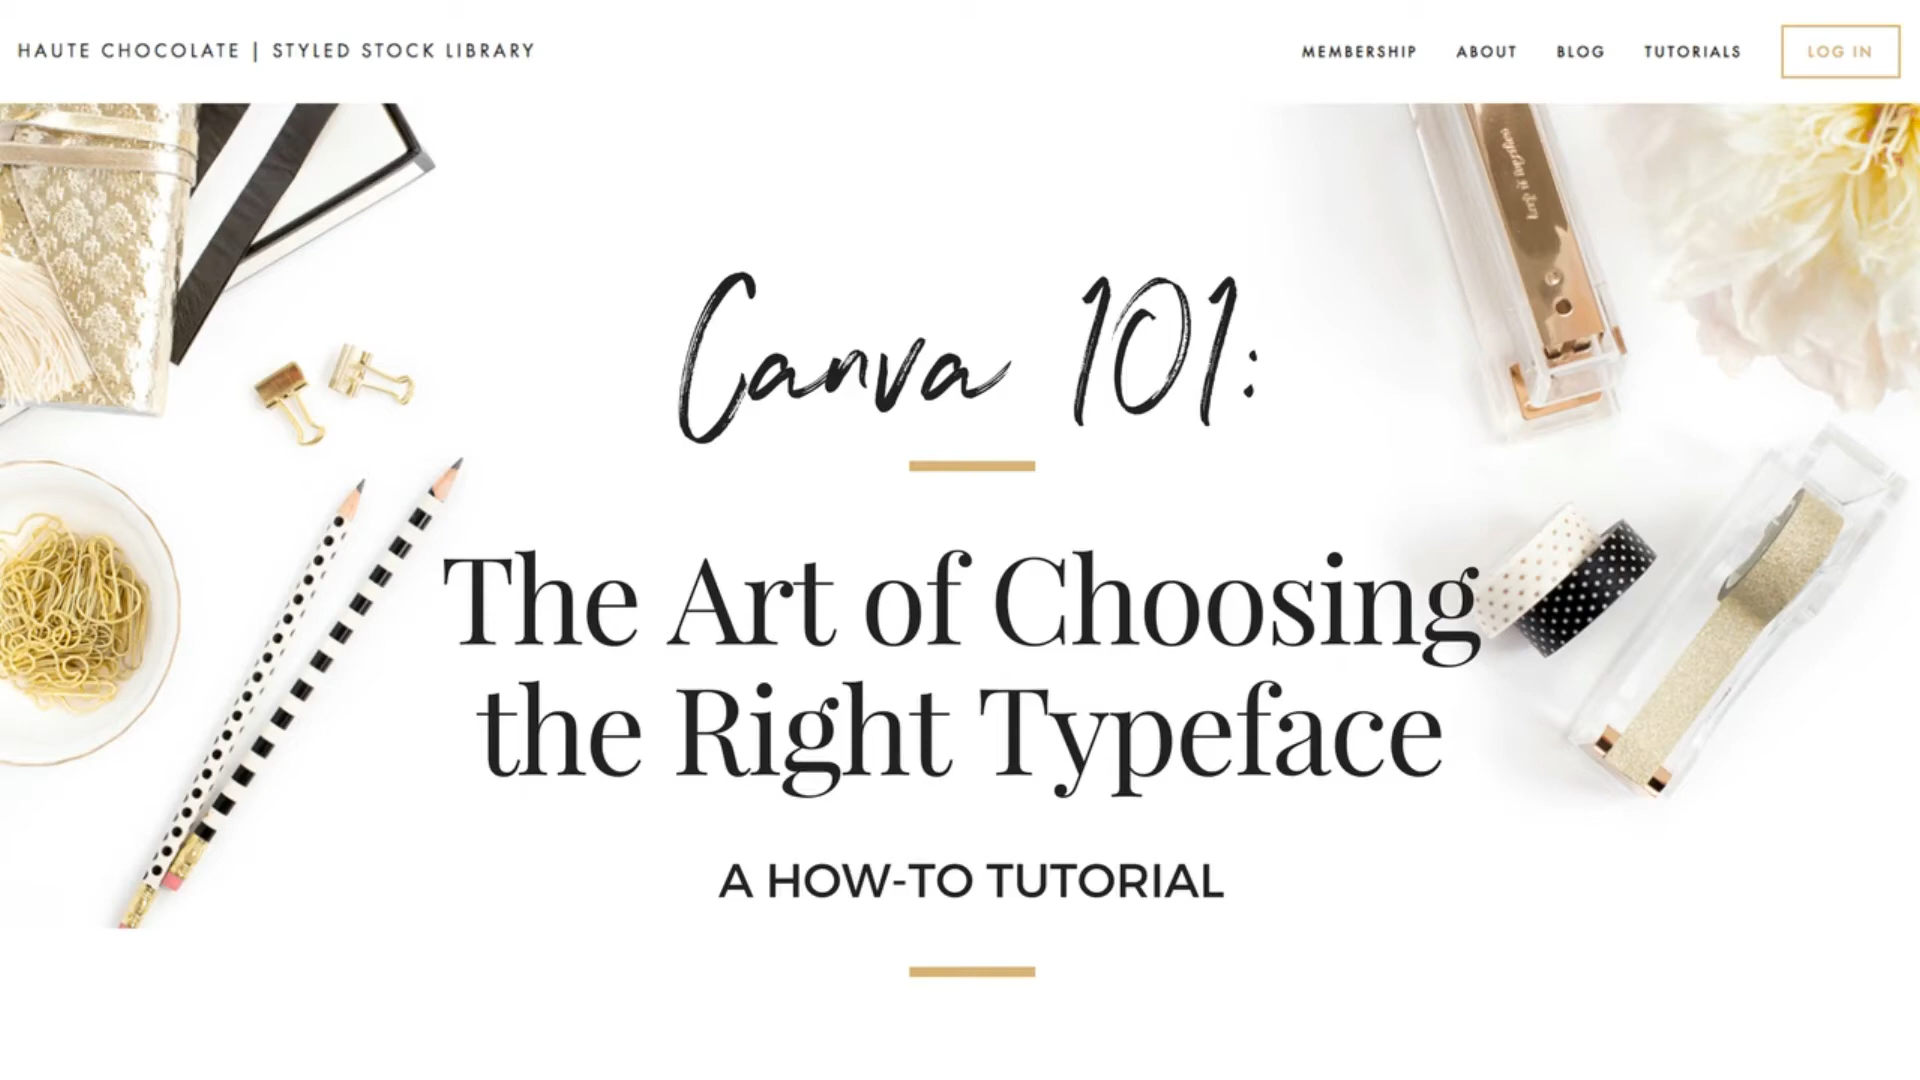 HAUTE CHOCOLATE | STYLED STOCK LIBRARY
MEMBERSHIP ABOUT BLOG TUTORIALS LOG IN
Canva 101:
The Art of Choosing
the Right Typeface
A HOW-TO TUTORIAL